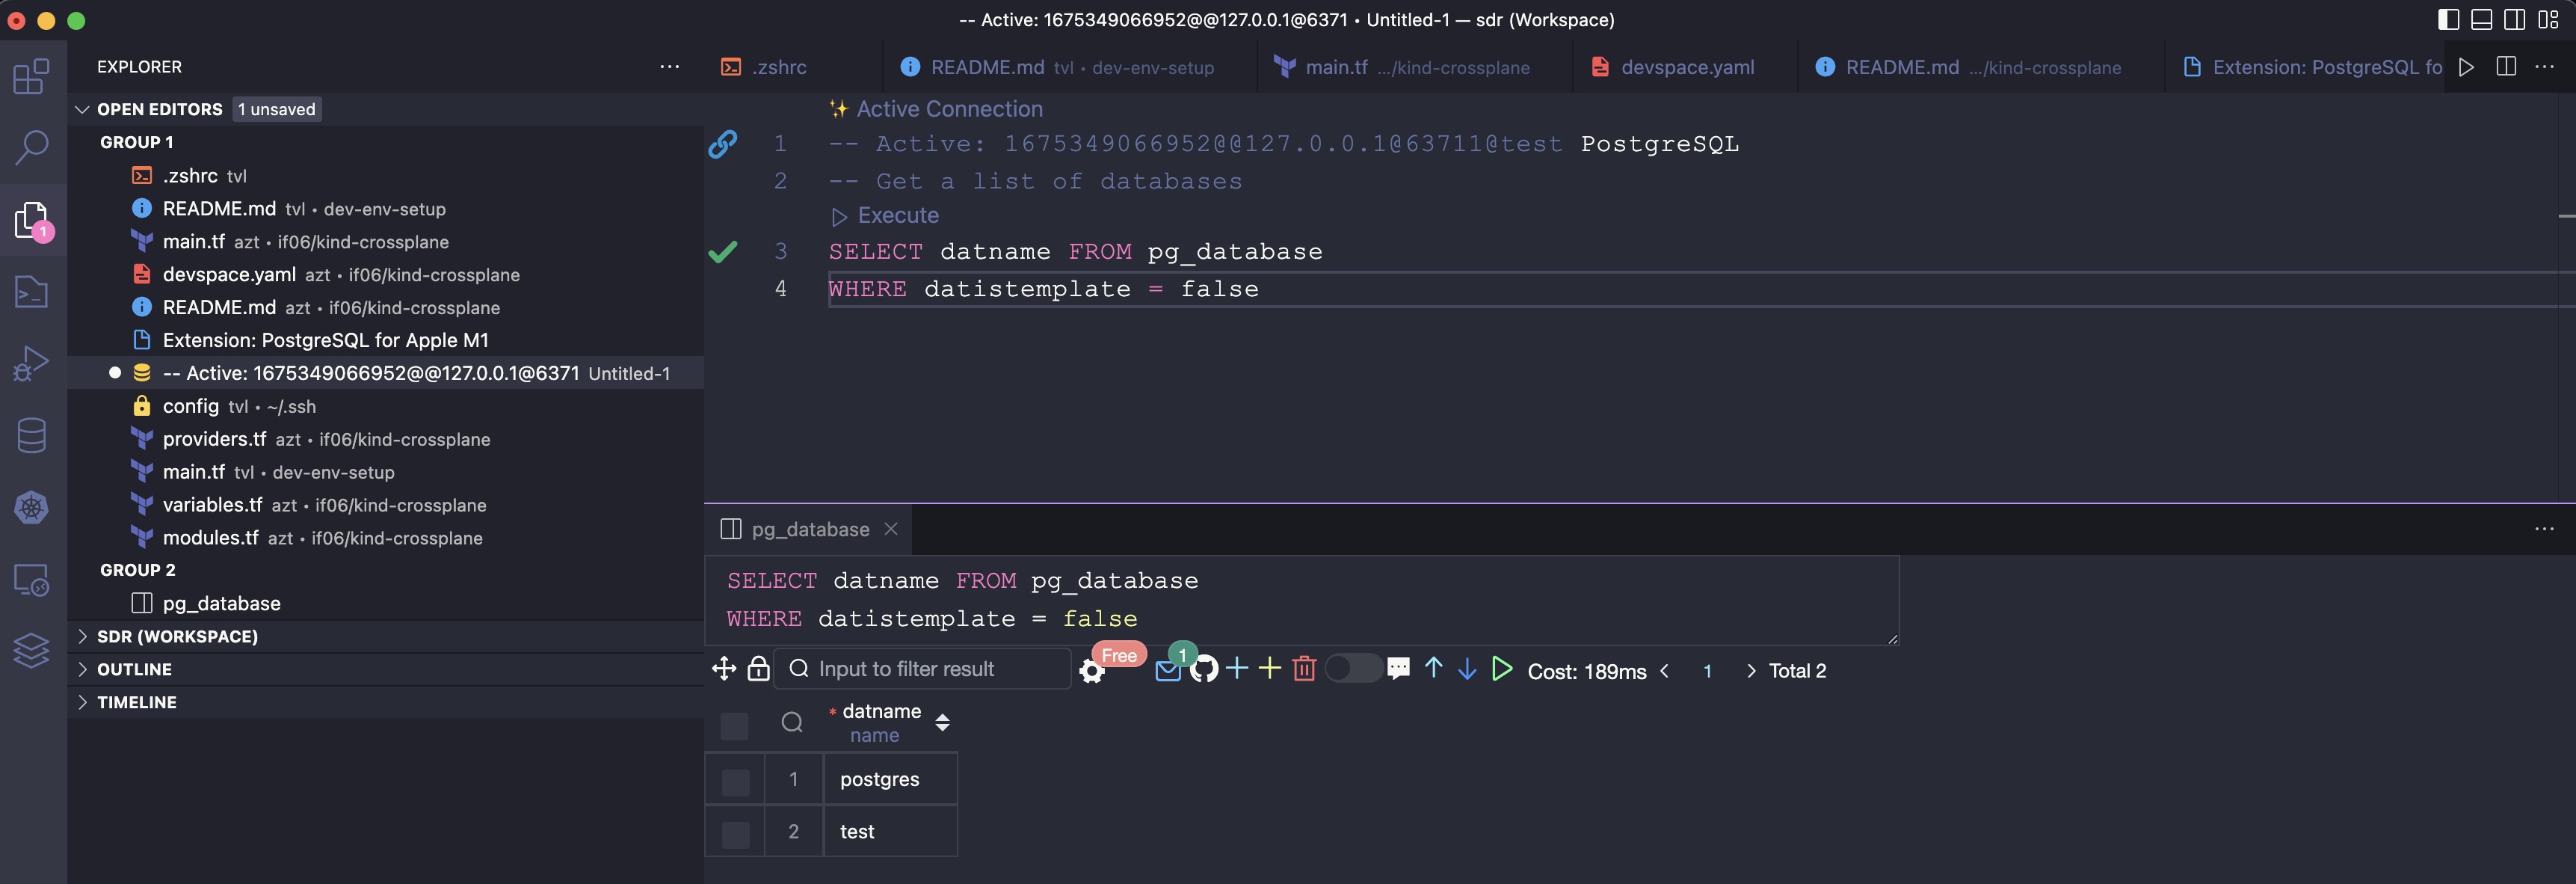 -- Active: 1675349066952@@127.0.0.1@6371 • Untitled-1 — sdr (Workspace)
EXPLORER
OPEN EDITORS 1 unsaved
GROUP 1
.zshrc tvl
README.md tvl • dev-env-setup
main.tf azt • if06/kind-crossplane
devspace.yaml azt • if06/kind-crossplane
README.md azt • if06/kind-crossplane
Extension: PostgreSQL for Apple M1
-- Active: 1675349066952@@127.0.0.1@6371 Untitled-1
config tvl • ~/.ssh
providers.tf azt • if06/kind-crossplane
main.tf tvl • dev-env-setup
variables.tf azt • if06/kind-crossplane
modules.tf azt • if06/kind-crossplane
GROUP 2
pg_database
SDR (WORKSPACE)
OUTLINE
TIMELINE
1
.zshrc README.md tvl • dev-env-setup main.tf .../kind-crossplane devspace.yaml README.md .../kind-crossplane Extension: PostgreSQL fo
✨ Active Connection
1 -- Active: 1675349066952@@127.0.0.1@63711@test PostgreSQL
2 -- Get a list of databases
Execute
3 SELECT datname FROM pg_database
4 WHERE datistemplate = false
pg_database
SELECT datname FROM pg_database
WHERE datistemplate = false
Input to filter result Free 1 Cost: 189ms 1 Total 2
* datname
name
1 postgres
2 test